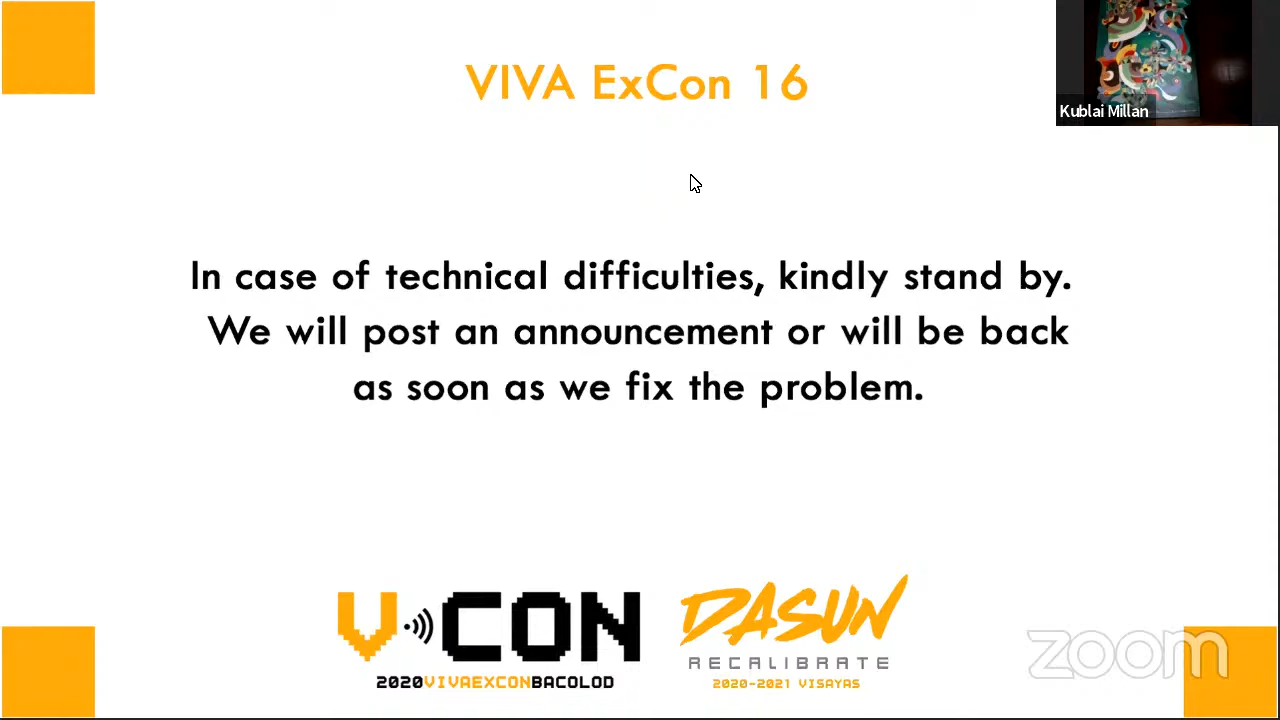 VIVA ExCon 16
Kublai Millan
In case of technical difficulties, kindly stand by.
We will post an announcement or will be back
as soon as we fix the problem.
V CON
2020VIVAEXCONBACOLOD
DASUN
RECALIBRATE
2020-2021 VISAYAS
zoom